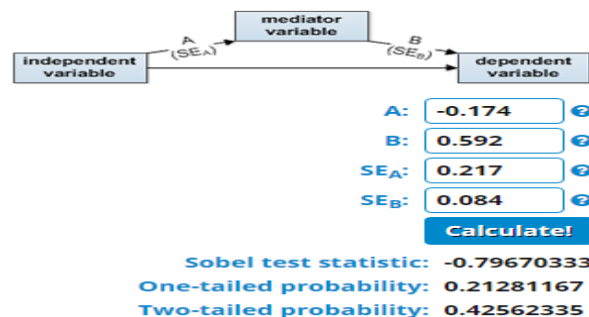 mediator
variable
A
(SEA)
B
(SEB)
independent
variable
dependent
variable
A: -0.174 ?
B: 0.592 ?
SEA: 0.217 ?
SEB: 0.084 ?
Calculate!
Sobel test statistic: -0.79670333
One-tailed probability: 0.21281167
Two-tailed probability: 0.42562335